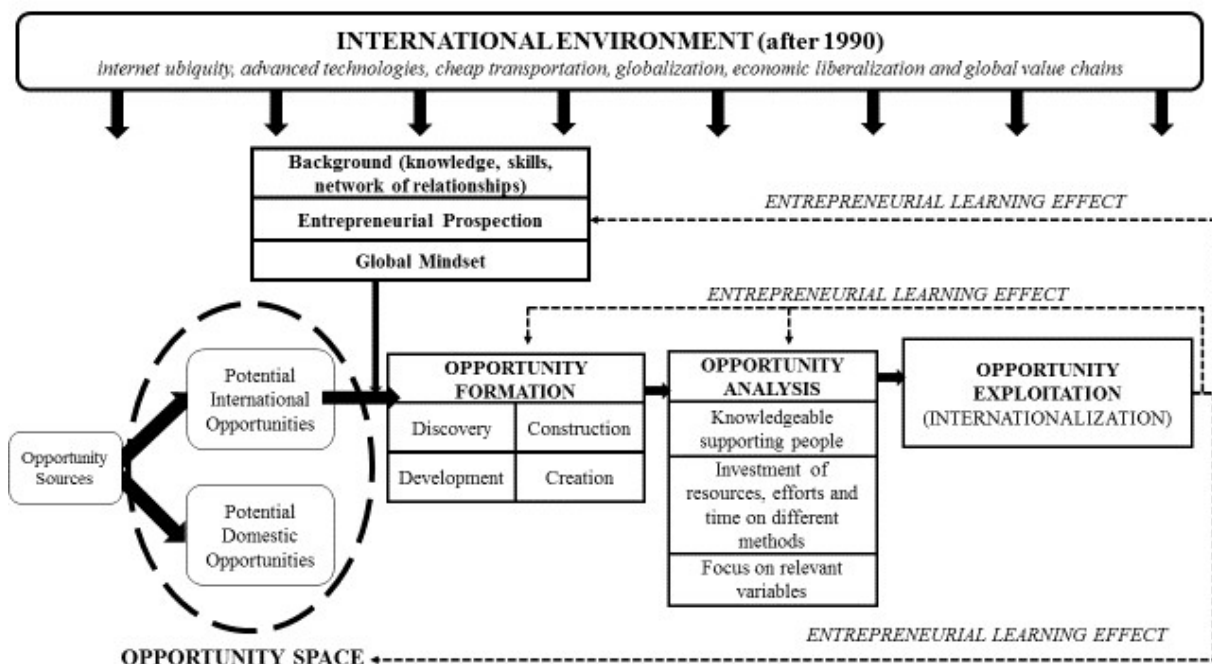 INTERNATIONAL ENVIRONMENT (after 1990)
internet ubiquity, advanced technologies, cheap transportation, globalization, economic liberalization and global value chains
Background (knowledge, skills,
network of relationships)
Entrepreneurial Prospection
Global Mindset
ENTREPRENEURIAL LEARNING EFFECT
ENTREPRENEURIAL LEARNING EFFECT
Opportunity
Sources
Potential
International
Opportunities
Potential
Domestic
Opportunities
OPPORTUNITY
FORMATION
Discovery
Construction
Development
Creation
OPPORTUNITY
ANALYSIS
Knowledgeable
supporting people
Investment of
resources, efforts and
time on different
methods
Focus on relevant
variables
OPPORTUNITY
EXPLOITATION
(INTERNATIONALIZATION)
ENTREPRENEURIAL LEARNING EFFECT
OPPORTUNITY SPACE